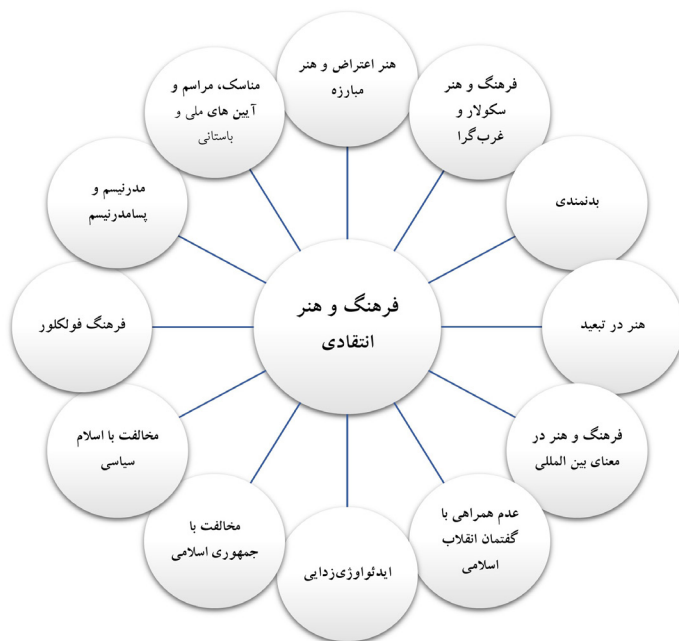 فرهنگ و هنر
انتقادی
هنر اعتراض و هنر
مبارزه
فرهنگ و هنر
سکولار و
غرب‌گرا
بدنمندی
هنر در تبعید
فرهنگ و هنر در
معنای بین المللی
عدم همراهی با
گفتمان انقلاب
اسلامی
ایدئواوژی‌زدایی
مخالفت با
جمهوری اسلامی
مخالفت با اسلام
سیاسی
فرهنگ فولکلور
مدرنیسم و
پسامدرنیسم
مناسک، مراسم و
آیین های ملی و
باستانی